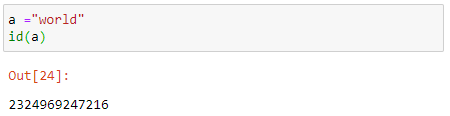 a ="world"
id(a)
Out[24]:
2324969247216